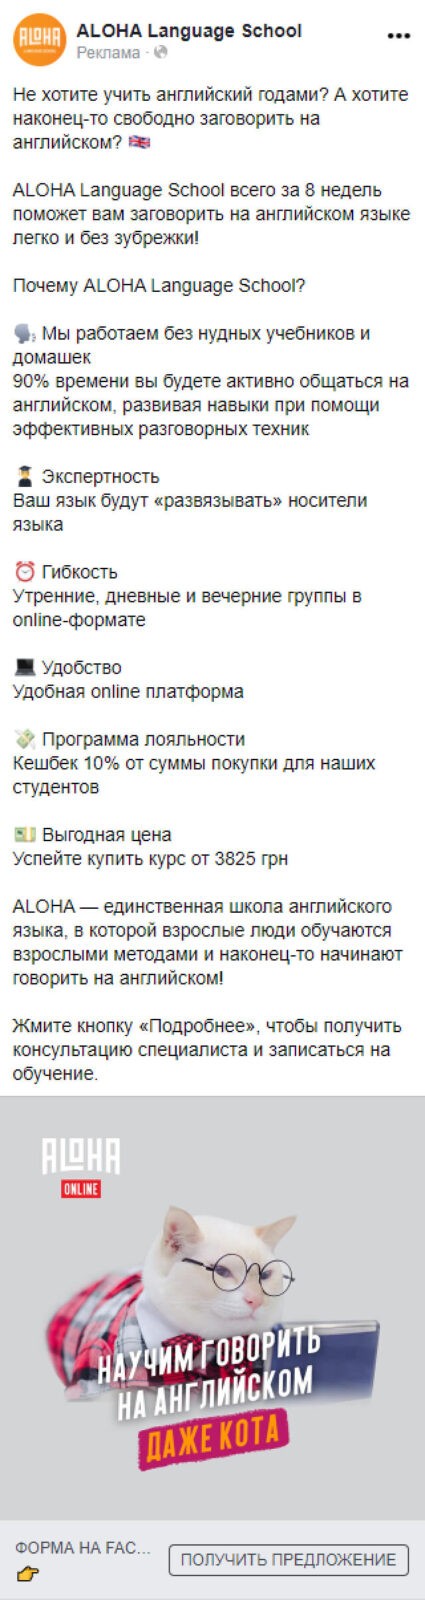 ALOHA
LANGUAGE SCHOOL
ALOHA Language School
Реклама ·
Не хотите учить английский годами? А хотите
наконец-то свободно заговорить на
английском? 🇬🇧
ALOHA Language School всего за 8 недель
поможет вам заговорить на английском языке
легко и без зубрежки!
Почему ALOHA Language School?
🗣️ Мы работаем без нудных учебников и
домашек
90% времени вы будете активно общаться на
английском, развивая навыки при помощи
эффективных разговорных техник
👨‍🎓 Экспертность
Ваш язык будут «развязывать» носители
языка
⏰ Гибкость
Утренние, дневные и вечерние группы в
online-формате
💻 Удобство
Удобная online платформа
💸 Программа лояльности
Кешбек 10% от суммы покупки для наших
студентов
💵 Выгодная цена
Успейте купить курс от 3825 грн
ALOHA — единственная школа английского
языка, в которой взрослые люди обучаются
взрослыми методами и наконец-то начинают
говорить на английском!
Жмите кнопку «Подробнее», чтобы получить
консультацию специалиста и записаться на
обучение.
ALOHA
ONLINE
НАУЧИМ ГОВОРИТЬ
НА АНГЛИЙСКОМ
ДАЖЕ КОТА
ФОРМА НА FAC...
👉
ПОЛУЧИТЬ ПРЕДЛОЖЕНИЕ